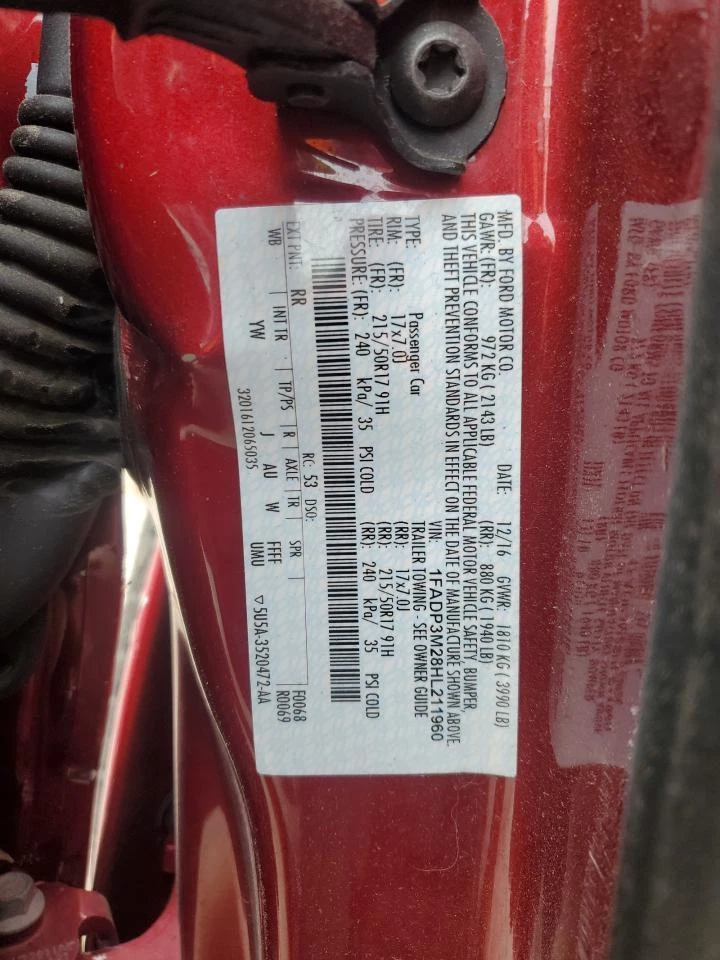 MFD. BY FORD MOTOR CO. DATE: 12/16 GVWR: 1810 KG ( 3990 LB)
GAWR: (FR): 972 KG ( 2143 LB) (RR): 880 KG ( 1940 LB)
THIS VEHICLE CONFORMS TO ALL APPLICABLE FEDERAL MOTOR VEHICLE SAFETY, BUMPER,
AND THEFT PREVENTION STANDARDS IN EFFECT ON THE DATE OF MANUFACTURE SHOWN ABOVE.
VIN: 1FADP3M28HL211960
TYPE: Passenger Car TRAILER TOWING - SEE OWNER GUIDE
RIM: (FR): 17x7.0J (RR): 17x7.0J
TIRE: (FR): 215/50R17 91H (RR): 215/50R17 91H
PRESSURE: (FR): 240 kPa/ 35 PSI COLD (RR): 240 kPa/ 35 PSI COLD
RC: 53 DSO: F0068
EXT PNT: RR R0069
WB INT TR TP/PS R AXLE TR SPR
YW J AU W FFFF UMU
3201612065035 5U5A-3520472-AA